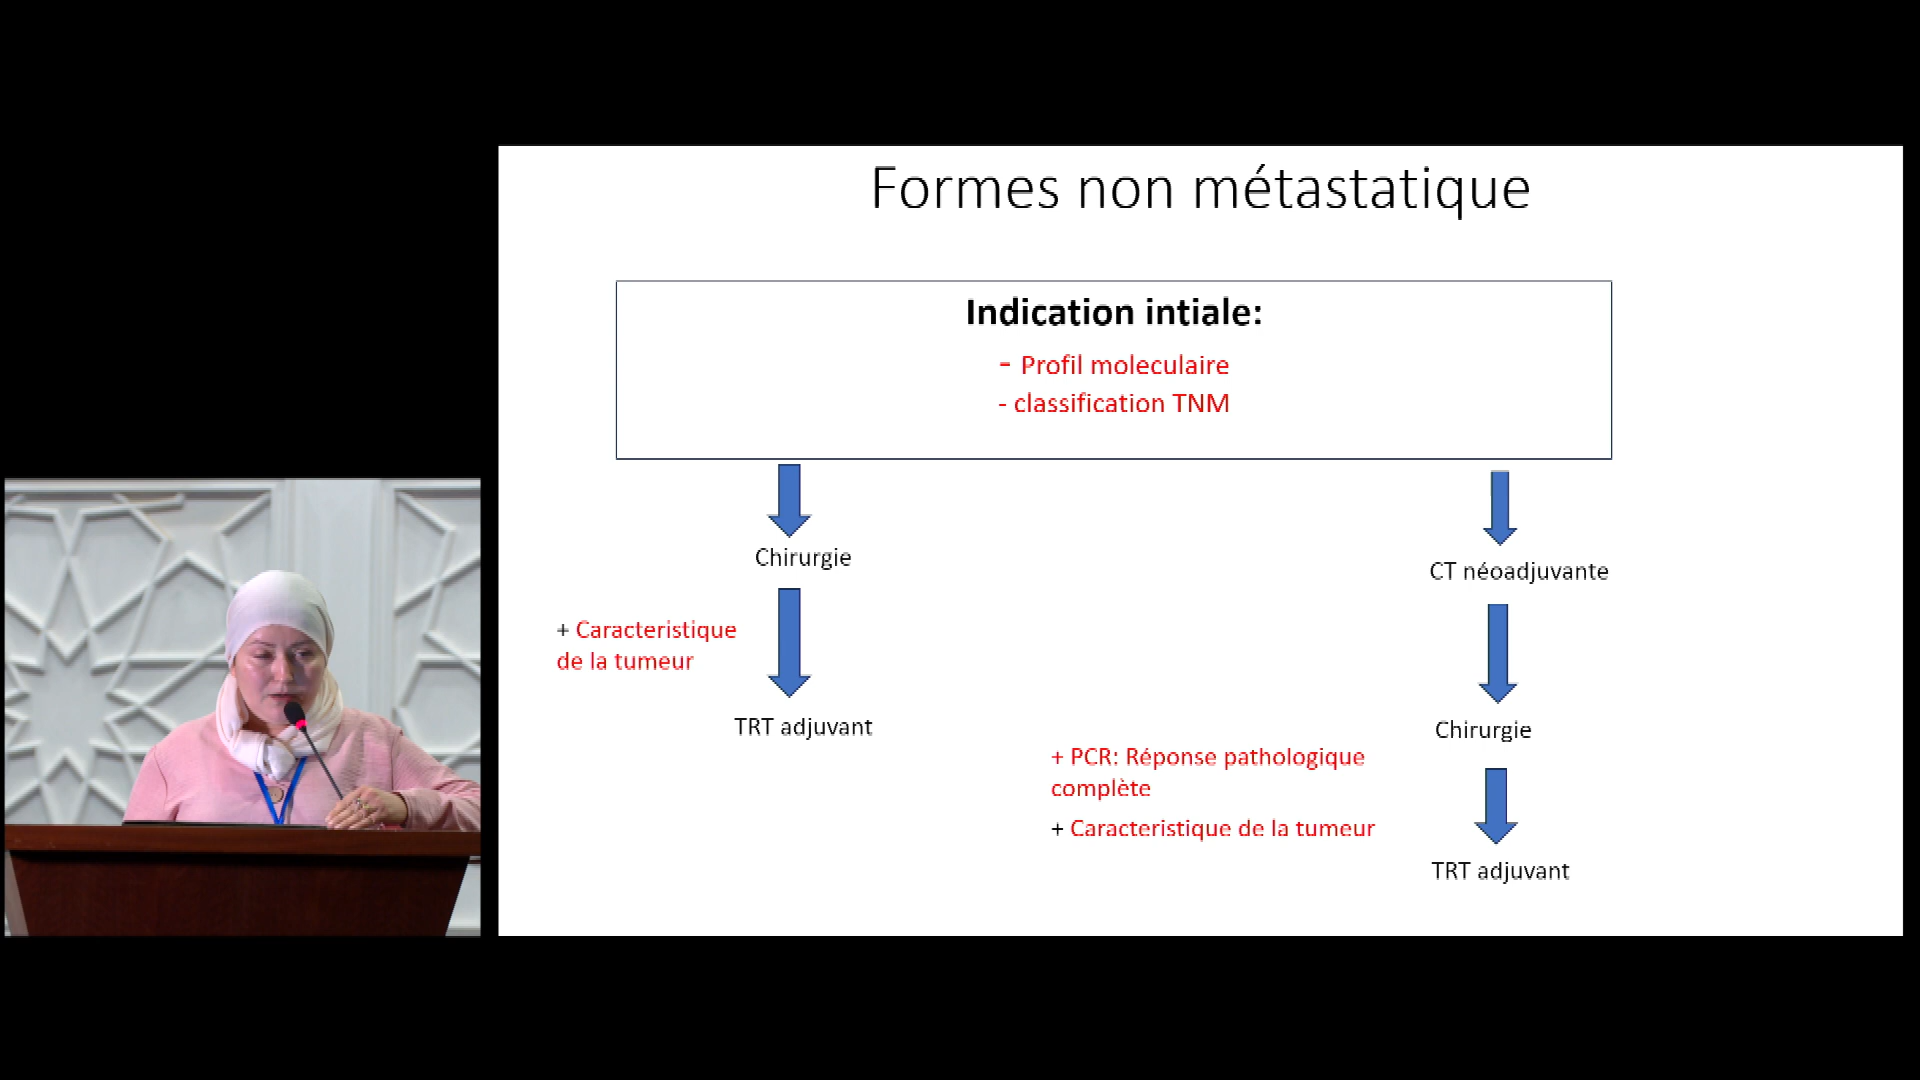 Formes non métastatique
Indication intiale:
- Profil moleculaire
- classification TNM
Chirurgie
+ Caracteristique
de la tumeur
TRT adjuvant
CT néoadjuvante
Chirurgie
+ PCR: Réponse pathologique
complète
+ Caracteristique de la tumeur
TRT adjuvant